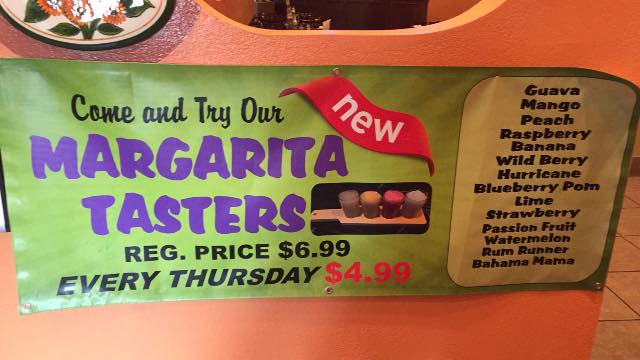 Come and Try Our
new
MARGARITA
TASTERS
REG. PRICE $6.99
EVERY THURSDAY $4.99
Guava
Mango
Peach
Raspberry
Banana
Wild Berry
Hurricane
Blueberry Pom
Lime
Strawberry
Passion Fruit
Watermelon
Rum Runner
Bahama Mama